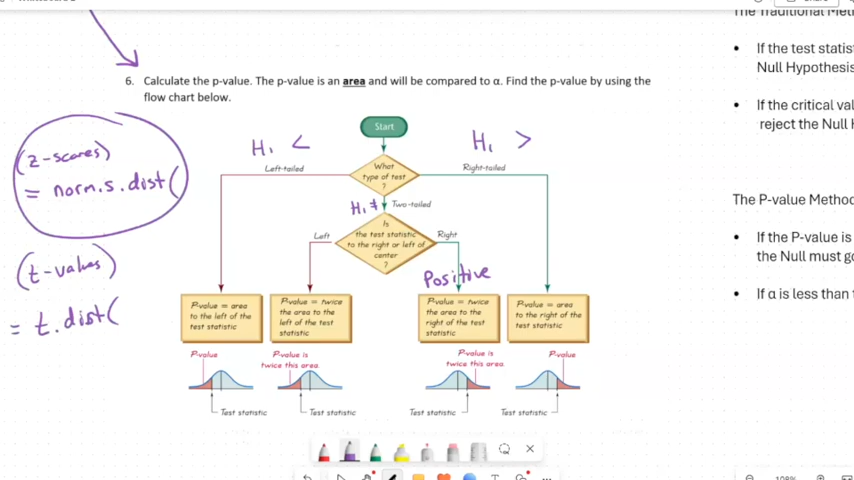 6. Calculate the p-value. The p-value is an area and will be compared to α. Find the p-value by using the
flow chart below.
(z-scores)
= norm.s.dist(
(t-values)
= t.dist(
Start
H₁ <
H₁ >
Left-tailed
What
type of test
?
Right-tailed
H₁ ≠
Two-tailed
Left
Is
the test statistic
to the right or left of
center
?
Right
Positive
P-value = area
to the left of the
test statistic
P-value = twice
the area to the
left of the test
statistic
P-value = twice
the area to the
right of the test
statistic
P-value = area
to the right of the
test statistic
P-value
P-value is
twice this area.
P-value is
twice this area.
P-value
Test statistic
Test statistic
Test statistic
Test statistic
The Traditional Met
• If the test statis
Null Hypothesis
• If the critical val
reject the Null H
The P-value Metho
• If the P-value is
the Null must go
• If α is less than
108%